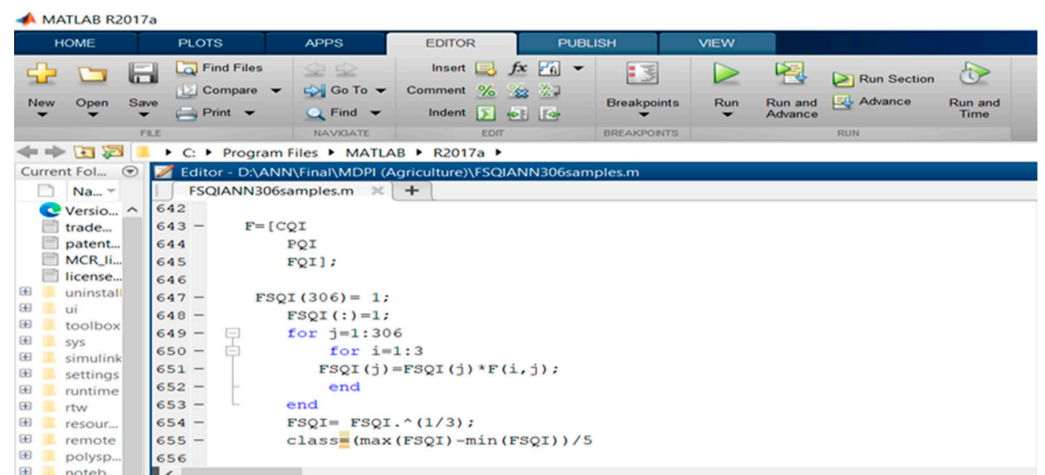 MATLAB R2017a
HOME PLOTS APPS EDITOR PUBLISH VIEW
Find Files Insert fx
New Open Save Compare Go To Comment Breakpoints Run Run and Advance Run Section Advance Run and Time
Print Find Indent
FILE NAVIGATE EDIT BREAKPOINTS RUN
C: Program Files MATLAB R2017a
Current Fol... Editor - D:\ANN\Final\MDPI (Agriculture)\FSQIANN306samples.m
Na... FSQIANN306samples.m
Versio...
trade...
patent...
MCR_li...
license...
uninstall
ui
toolbox
sys
simulink
settings
runtime
rtw
resour...
remote
polysp...
noteb...
642
643 - F=[CQI
644 PQI
645 FQI];
646
647 - FSQI(306)= 1;
648 - FSQI(:)=1;
649 - for j=1:306
650 - for i=1:3
651 - FSQI(j)=FSQI(j)*F(i,j);
652 - end
653 - end
654 - FSQI= FSQI.^(1/3);
655 - class=(max(FSQI)-min(FSQI))/5
656